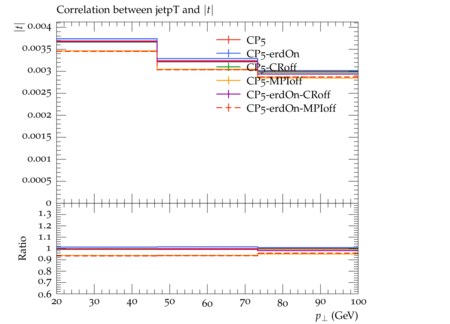 Correlation between jetpT and |t|
|t|
0.004
0.0035
0.003
0.0025
0.002
0.0015
0.001
0.0005
0
CP5
CP5-erdOn
CP5-CRoff
CP5-MPIoff
CP5-erdOn-CRoff
CP5-erdOn-MPIoff
Ratio
1.3
1.2
1.1
1
0.9
0.8
0.7
0.6
20 30 40 50 60 70 80 90 100
p⊥ (GeV)